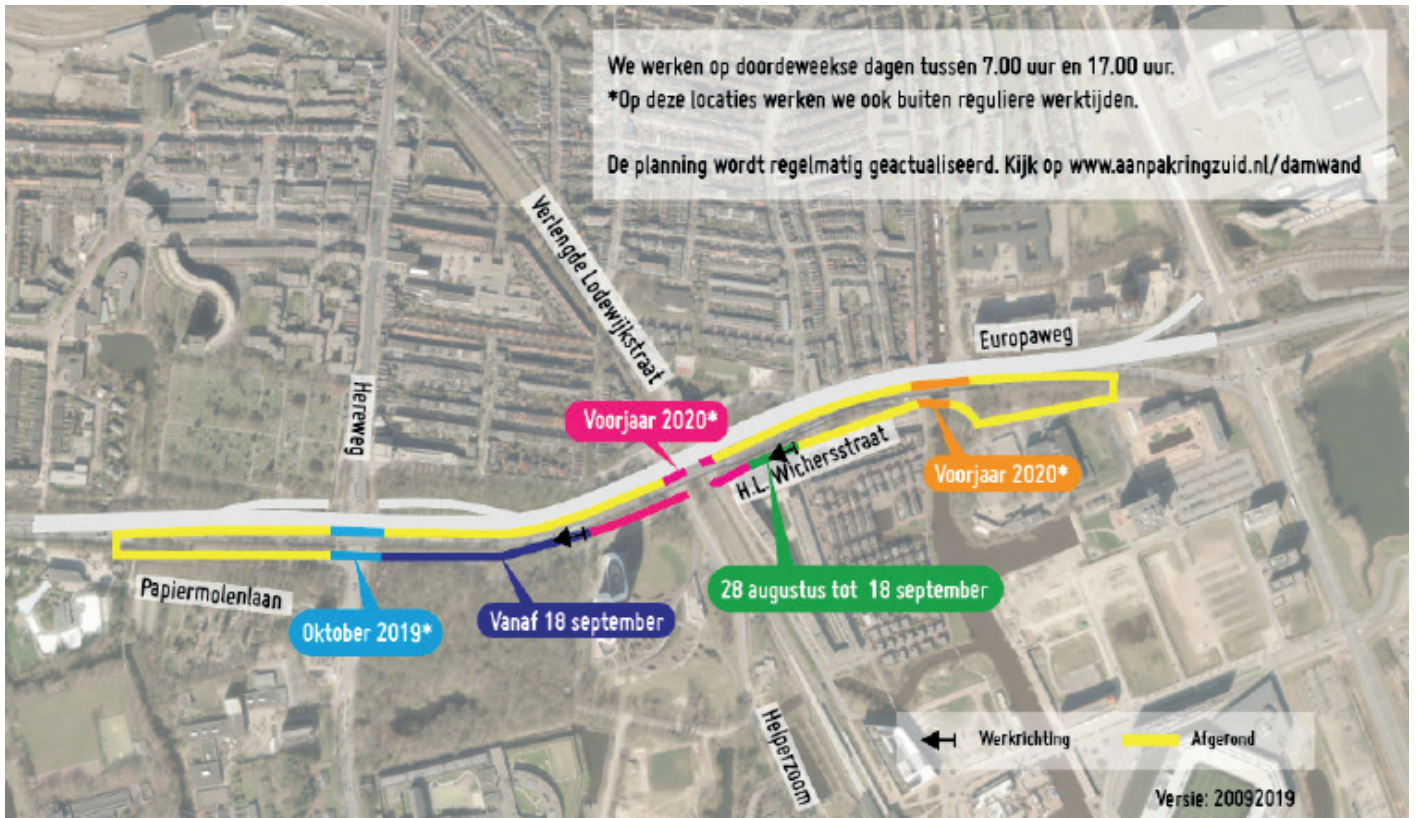 We werken op doordeweekse dagen tussen 7.00 uur en 17.00 uur.
*Op deze locaties werken we ook buiten reguliere werktijden.
De planning wordt regelmatig geactualiseerd. Kijk op www.aanpakringzuid.nl/damwand
Verlengde Lodewijkstraat
Europaweg
Hereweg
Voorjaar 2020*
H.L. Wichersstraat
Voorjaar 2020*
Papiermolenlaan
28 augustus tot 18 september
Oktober 2019*
Vanaf 18 september
Helperzoom
Werkrichting
Afgerond
Versie: 20092019